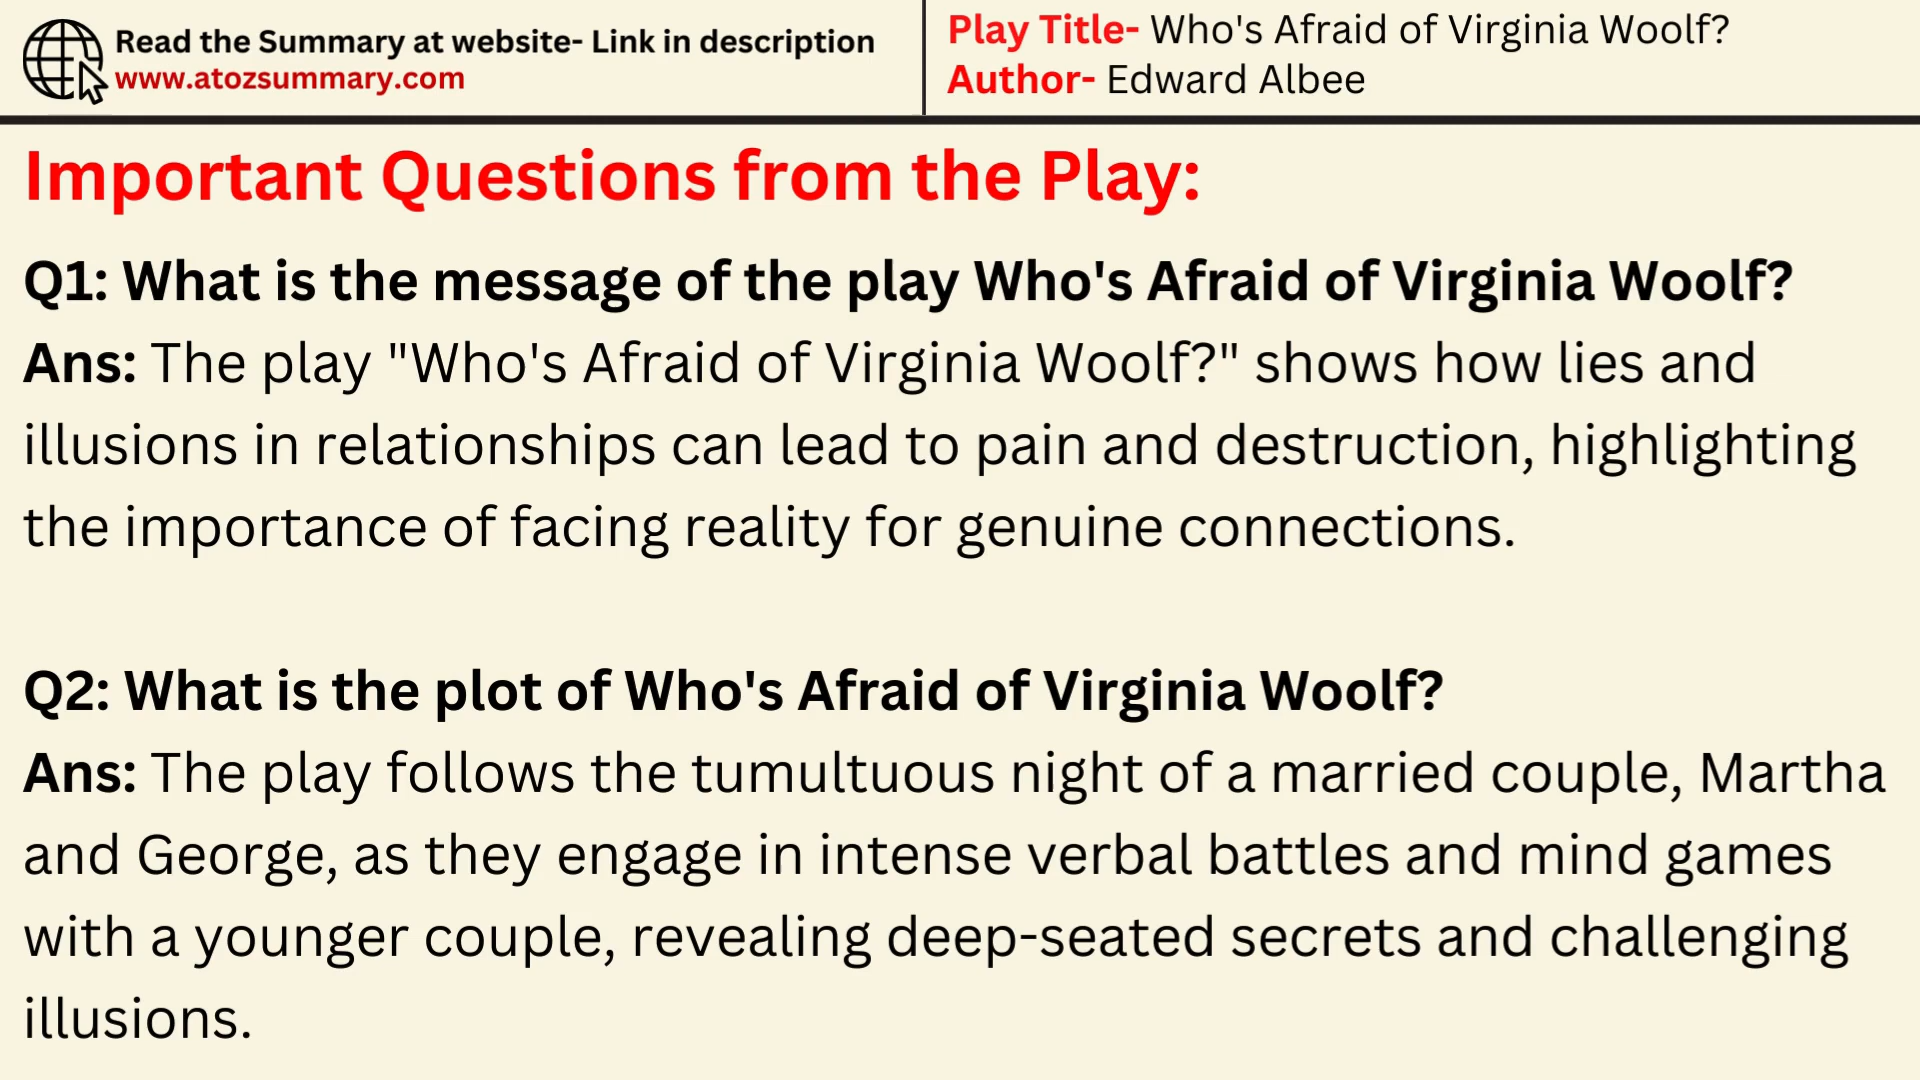 Read the Summary at website- Link in description
www.atozsummary.com
Play Title- Who's Afraid of Virginia Woolf?
Author- Edward Albee
Important Questions from the Play:
Q1: What is the message of the play Who's Afraid of Virginia Woolf?
Ans: The play "Who's Afraid of Virginia Woolf?" shows how lies and
illusions in relationships can lead to pain and destruction, highlighting
the importance of facing reality for genuine connections.
Q2: What is the plot of Who's Afraid of Virginia Woolf?
Ans: The play follows the tumultuous night of a married couple, Martha
and George, as they engage in intense verbal battles and mind games
with a younger couple, revealing deep-seated secrets and challenging
illusions.